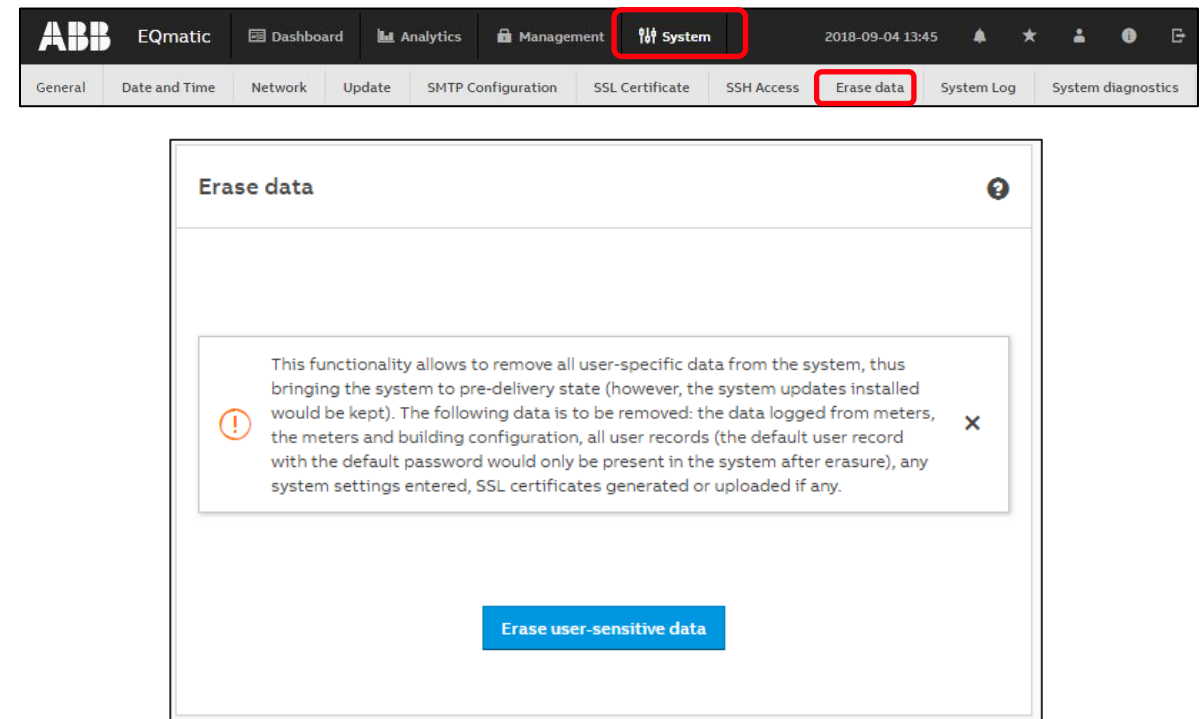 ABB EQmatic Dashboard Analytics Management System 2018-09-04 13:45
General Date and Time Network Update SMTP Configuration SSL Certificate SSH Access Erase data System Log System diagnostics
Erase data
This functionality allows to remove all user-specific data from the system, thus
bringing the system to pre-delivery state (however, the system updates installed
would be kept). The following data is to be removed: the data logged from meters,
the meters and building configuration, all user records (the default user record
with the default password would only be present in the system after erasure), any
system settings entered, SSL certificates generated or uploaded if any.
Erase user-sensitive data